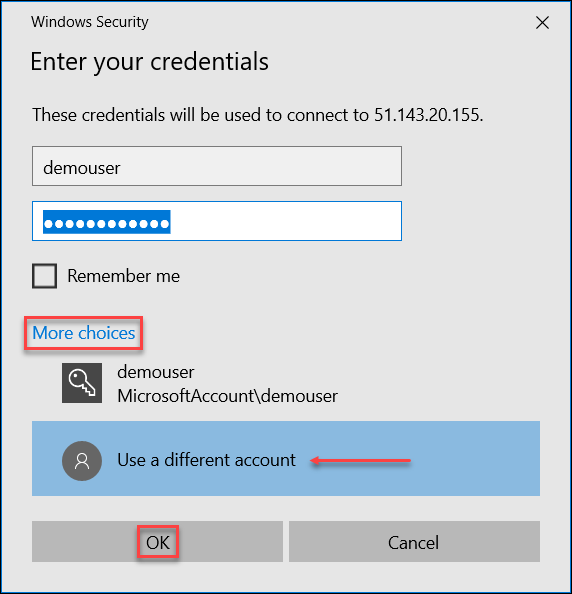 Windows Security
Enter your credentials
These credentials will be used to connect to 51.143.20.155.
demouser
●●●●●●●●●●●●
Remember me
More choices
demouser
MicrosoftAccount\demouser
Use a different account
OK
Cancel